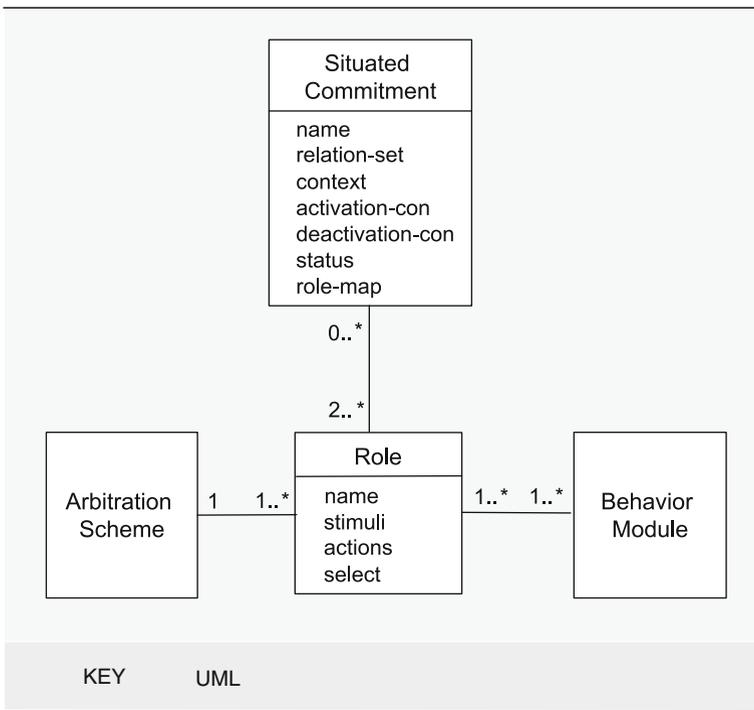 Situated
Commitment
name
relation-set
context
activation-con
deactivation-con
status
role-map
0..*
2..*
Arbitration
Scheme
1 1..*
Role
name
stimuli
actions
select
1..* 1..*
Behavior
Module
KEY UML